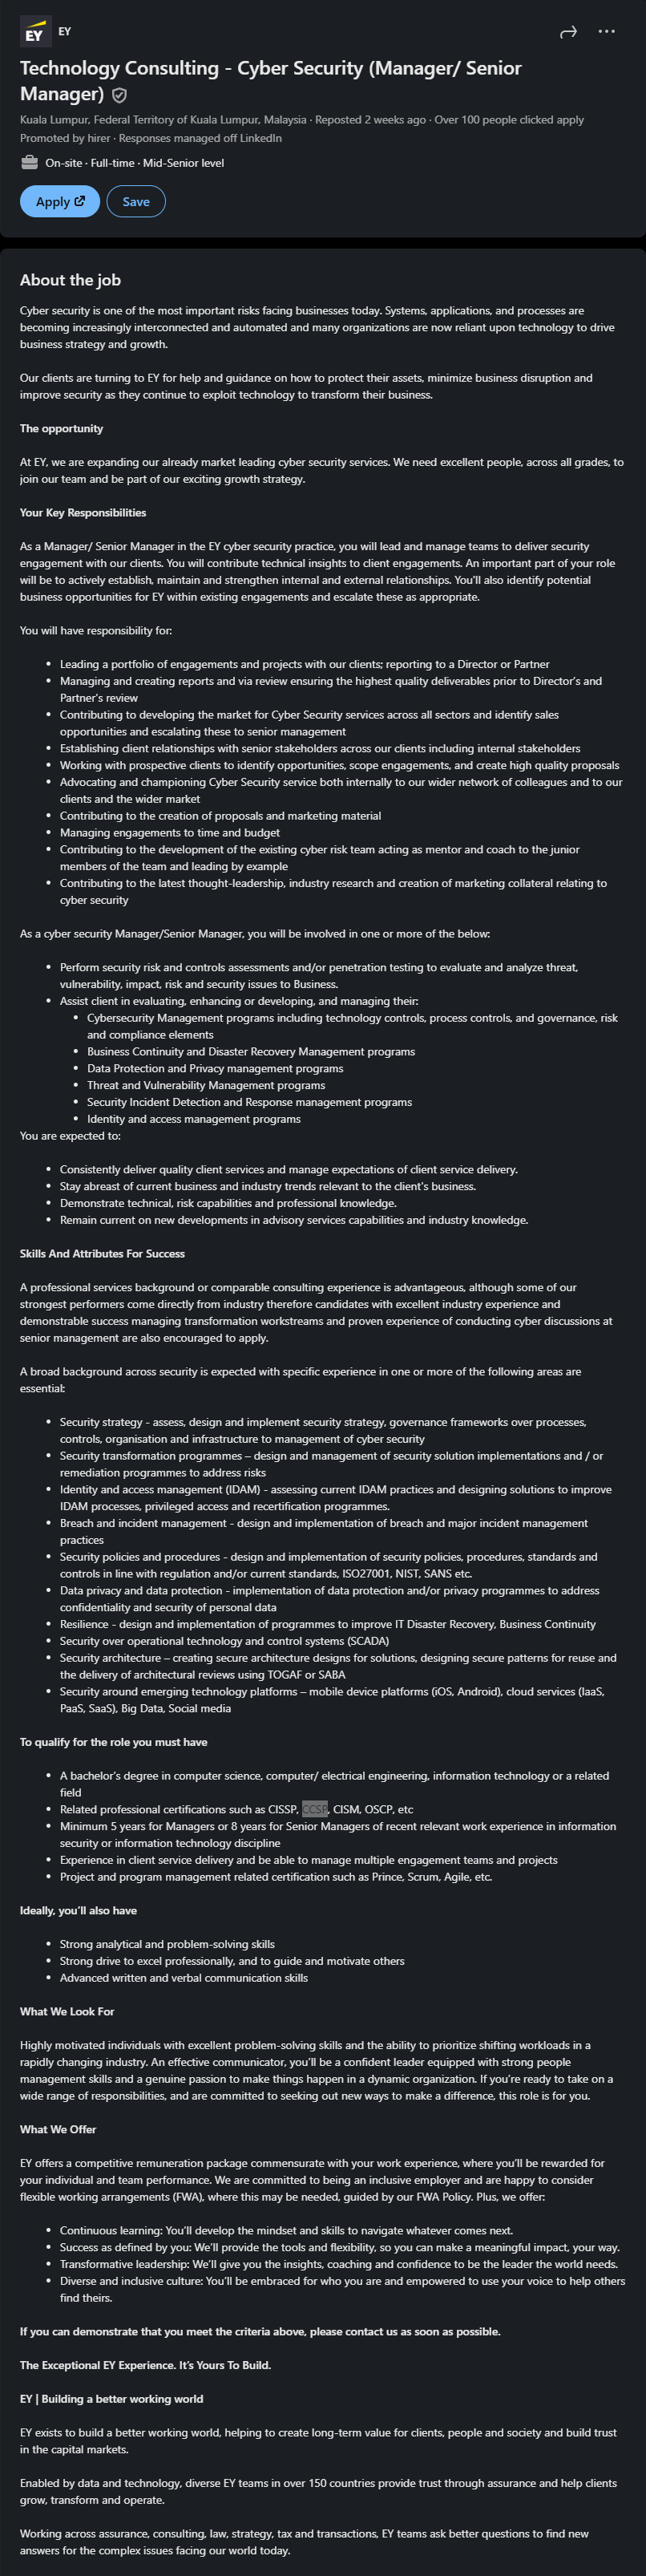 EY
EY
Technology Consulting - Cyber Security (Manager/ Senior
Manager)
Kuala Lumpur, Federal Territory of Kuala Lumpur, Malaysia · Reposted 2 weeks ago · Over 100 people clicked apply
Promoted by hirer · Responses managed off LinkedIn
On-site · Full-time · Mid-Senior level
Apply
Save
About the job
Cyber security is one of the most important risks facing businesses today. Systems, applications, and processes are
becoming increasingly interconnected and automated and many organizations are now reliant upon technology to drive
business strategy and growth.
Our clients are turning to EY for help and guidance on how to protect their assets, minimize business disruption and
improve security as they continue to exploit technology to transform their business.
The opportunity
At EY, we are expanding our already market leading cyber security services. We need excellent people, across all grades, to
join our team and be part of our exciting growth strategy.
Your Key Responsibilities
As a Manager/ Senior Manager in the EY cyber security practice, you will lead and manage teams to deliver security
engagement with our clients. You will contribute technical insights to client engagements. An important part of your role
will be to actively establish, maintain and strengthen internal and external relationships. You'll also identify potential
business opportunities for EY within existing engagements and escalate these as appropriate.
You will have responsibility for:
• Leading a portfolio of engagements and projects with our clients; reporting to a Director or Partner
• Managing and creating reports and via review ensuring the highest quality deliverables prior to Director's and
Partner's review
• Contributing to developing the market for Cyber Security services across all sectors and identify sales
opportunities and escalating these to senior management
• Establishing client relationships with senior stakeholders across our clients including internal stakeholders
• Working with prospective clients to identify opportunities, scope engagements, and create high quality proposals
• Advocating and championing Cyber Security service both internally to our wider network of colleagues and to our
clients and the wider market
• Contributing to the creation of proposals and marketing material
• Managing engagements to time and budget
• Contributing to the development of the existing cyber risk team acting as mentor and coach to the junior
members of the team and leading by example
• Contributing to the latest thought-leadership, industry research and creation of marketing collateral relating to
cyber security
As a cyber security Manager/Senior Manager, you will be involved in one or more of the below:
• Perform security risk and controls assessments and/or penetration testing to evaluate and analyze threat,
vulnerability, impact, risk and security issues to Business.
• Assist client in evaluating, enhancing or developing, and managing their:
• Cybersecurity Management programs including technology controls, process controls, and governance, risk
and compliance elements
• Business Continuity and Disaster Recovery Management programs
• Data Protection and Privacy management programs
• Threat and Vulnerability Management programs
• Security Incident Detection and Response management programs
• Identity and access management programs
You are expected to:
• Consistently deliver quality client services and manage expectations of client service delivery.
• Stay abreast of current business and industry trends relevant to the client's business.
• Demonstrate technical, risk capabilities and professional knowledge.
• Remain current on new developments in advisory services capabilities and industry knowledge.
Skills And Attributes For Success
A professional services background or comparable consulting experience is advantageous, although some of our
strongest performers come directly from industry therefore candidates with excellent industry experience and
demonstrable success managing transformation workstreams and proven experience of conducting cyber discussions at
senior management are also encouraged to apply.
A broad background across security is expected with specific experience in one or more of the following areas are
essential:
• Security strategy - assess, design and implement security strategy, governance frameworks over processes,
controls, organisation and infrastructure to management of cyber security
• Security transformation programmes – design and management of security solution implementations and / or
remediation programmes to address risks
• Identity and access management (IDAM) - assessing current IDAM practices and designing solutions to improve
IDAM processes, privileged access and recertification programmes.
• Breach and incident management - design and implementation of breach and major incident management
practices
• Security policies and procedures - design and implementation of security policies, procedures, standards and
controls in line with regulation and/or current standards, ISO27001, NIST, SANS etc.
• Data privacy and data protection - implementation of data protection and/or privacy programmes to address
confidentiality and security of personal data
• Resilience - design and implementation of programmes to improve IT Disaster Recovery, Business Continuity
• Security over operational technology and control systems (SCADA)
• Security architecture – creating secure architecture designs for solutions, designing secure patterns for reuse and
the delivery of architectural reviews using TOGAF or SABA
• Security around emerging technology platforms – mobile device platforms (iOS, Android), cloud services (IaaS,
PaaS, SaaS), Big Data, Social media
To qualify for the role you must have
• A bachelor's degree in computer science, computer/ electrical engineering, information technology or a related
field
• Related professional certifications such as CISSP, CCSP, CISM, OSCP, etc
• Minimum 5 years for Managers or 8 years for Senior Managers of recent relevant work experience in information
security or information technology discipline
• Experience in client service delivery and be able to manage multiple engagement teams and projects
• Project and program management related certification such as Prince, Scrum, Agile, etc.
Ideally, you'll also have
• Strong analytical and problem-solving skills
• Strong drive to excel professionally, and to guide and motivate others
• Advanced written and verbal communication skills
What We Look For
Highly motivated individuals with excellent problem-solving skills and the ability to prioritize shifting workloads in a
rapidly changing industry. An effective communicator, you'll be a confident leader equipped with strong people
management skills and a genuine passion to make things happen in a dynamic organization. If you're ready to take on a
wide range of responsibilities, and are committed to seeking out new ways to make a difference, this role is for you.
What We Offer
EY offers a competitive remuneration package commensurate with your work experience, where you'll be rewarded for
your individual and team performance. We are committed to being an inclusive employer and are happy to consider
flexible working arrangements (FWA), where this may be needed, guided by our FWA Policy. Plus, we offer:
• Continuous learning: You'll develop the mindset and skills to navigate whatever comes next.
• Success as defined by you: We'll provide the tools and flexibility, so you can make a meaningful impact, your way.
• Transformative leadership: We'll give you the insights, coaching and confidence to be the leader the world needs.
• Diverse and inclusive culture: You'll be embraced for who you are and empowered to use your voice to help others
find theirs.
If you can demonstrate that you meet the criteria above, please contact us as soon as possible.
The Exceptional EY Experience. It's Yours To Build.
EY | Building a better working world
EY exists to build a better working world, helping to create long-term value for clients, people and society and build trust
in the capital markets.
Enabled by data and technology, diverse EY teams in over 150 countries provide trust through assurance and help clients
grow, transform and operate.
Working across assurance, consulting, law, strategy, tax and transactions, EY teams ask better questions to find new
answers for the complex issues facing our world today.